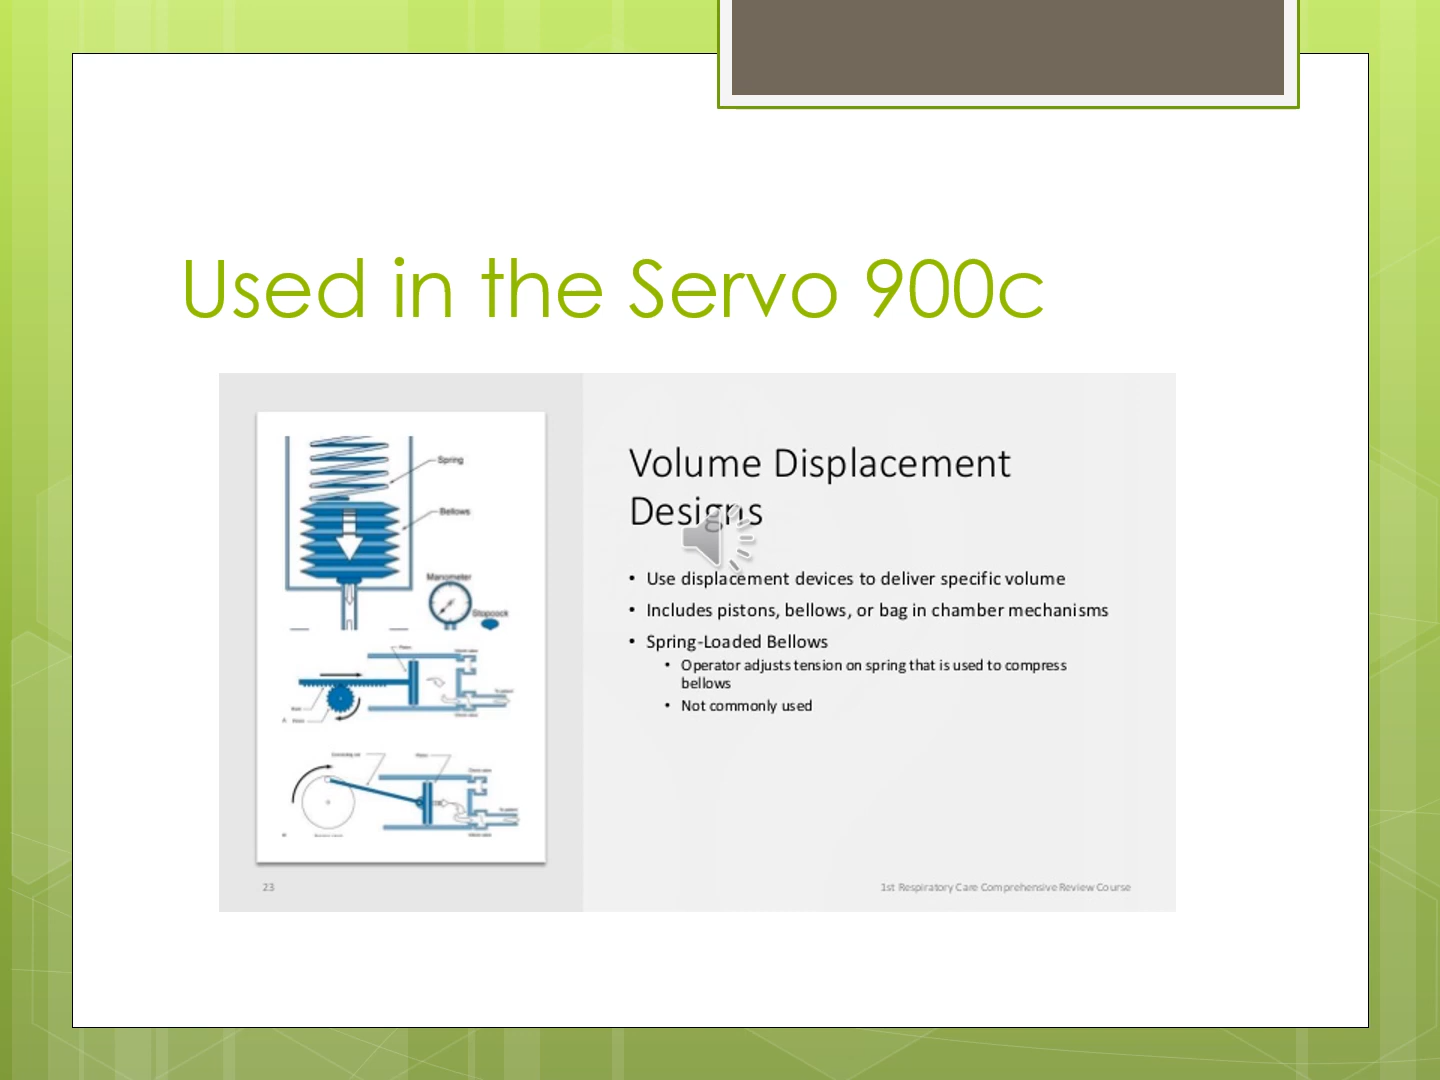 Used in the Servo 900c
Spring
Bellows
Manometer
Stopcock
Volume Displacement
Designs
• Use displacement devices to deliver specific volume
• Includes pistons, bellows, or bag in chamber mechanisms
• Spring-Loaded Bellows
• Operator adjusts tension on spring that is used to compress
bellows
• Not commonly used
23
1st Respiratory Care Comprehensive Review Course